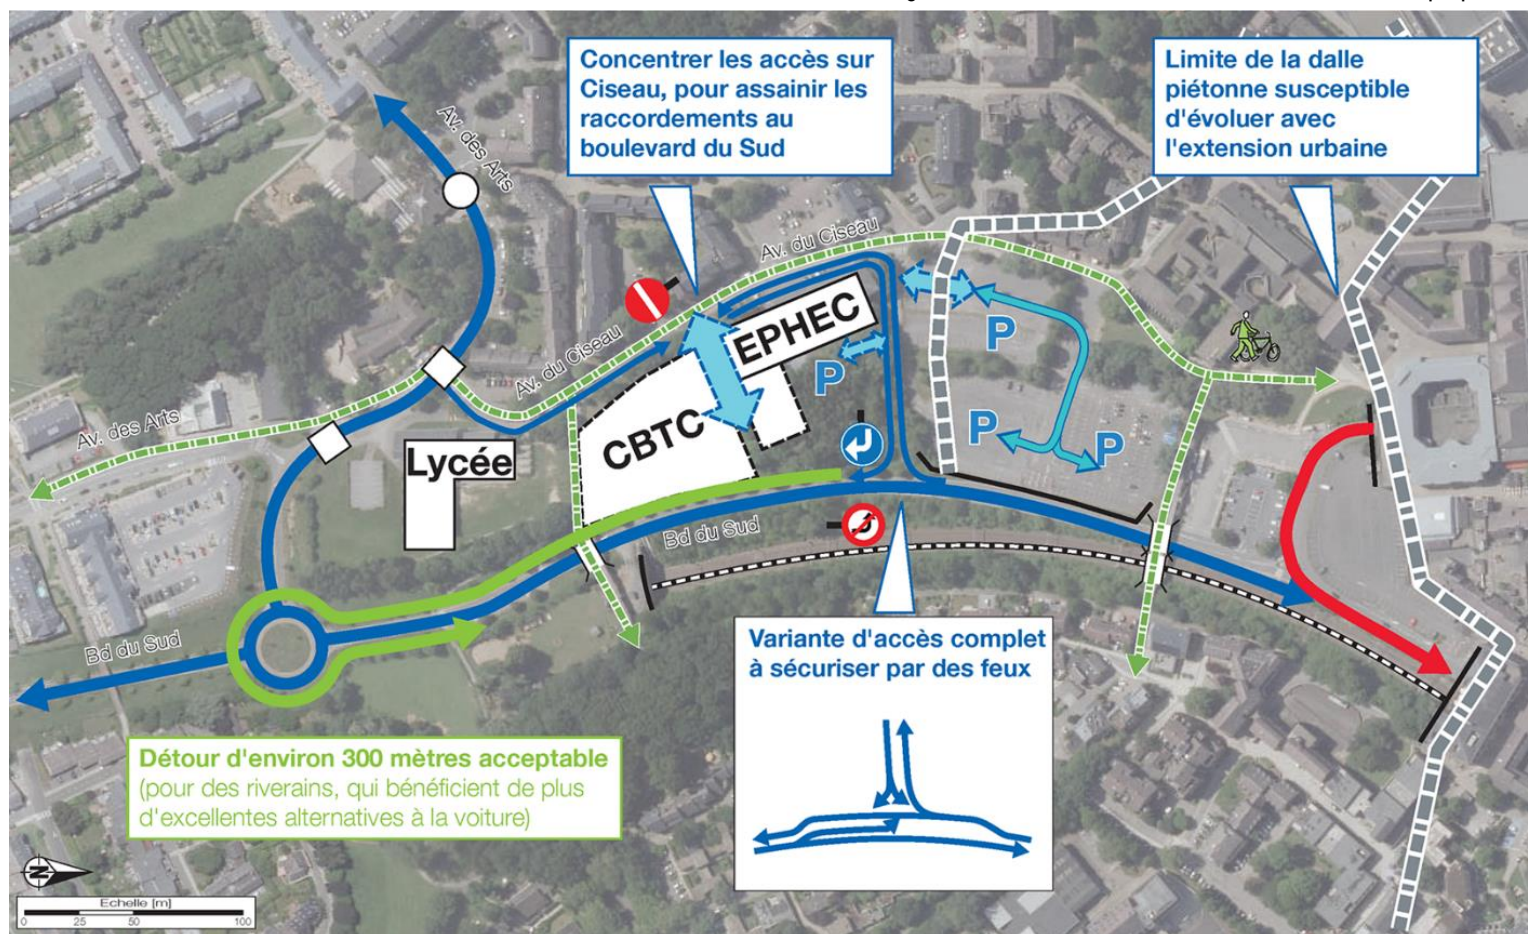 Concentrer les accès sur
Ciseau, pour assainir les
raccordements au
boulevard du Sud
Limite de la dalle
piétonne susceptible
d'évoluer avec
l'extension urbaine
Av. des Arts
Av. du Ciseau
Av. du Ciseau
EPHEC
P
P
Av. des Arts
CBTC
P
P
Lycée
Bd du Sud
Bd du Sud
Variante d'accès complet
à sécuriser par des feux
Détour d'environ 300 mètres acceptable
(pour des riverains, qui bénéficient de plus
d'excellentes alternatives à la voiture)
N
Echelle [m]
0 25 50 100